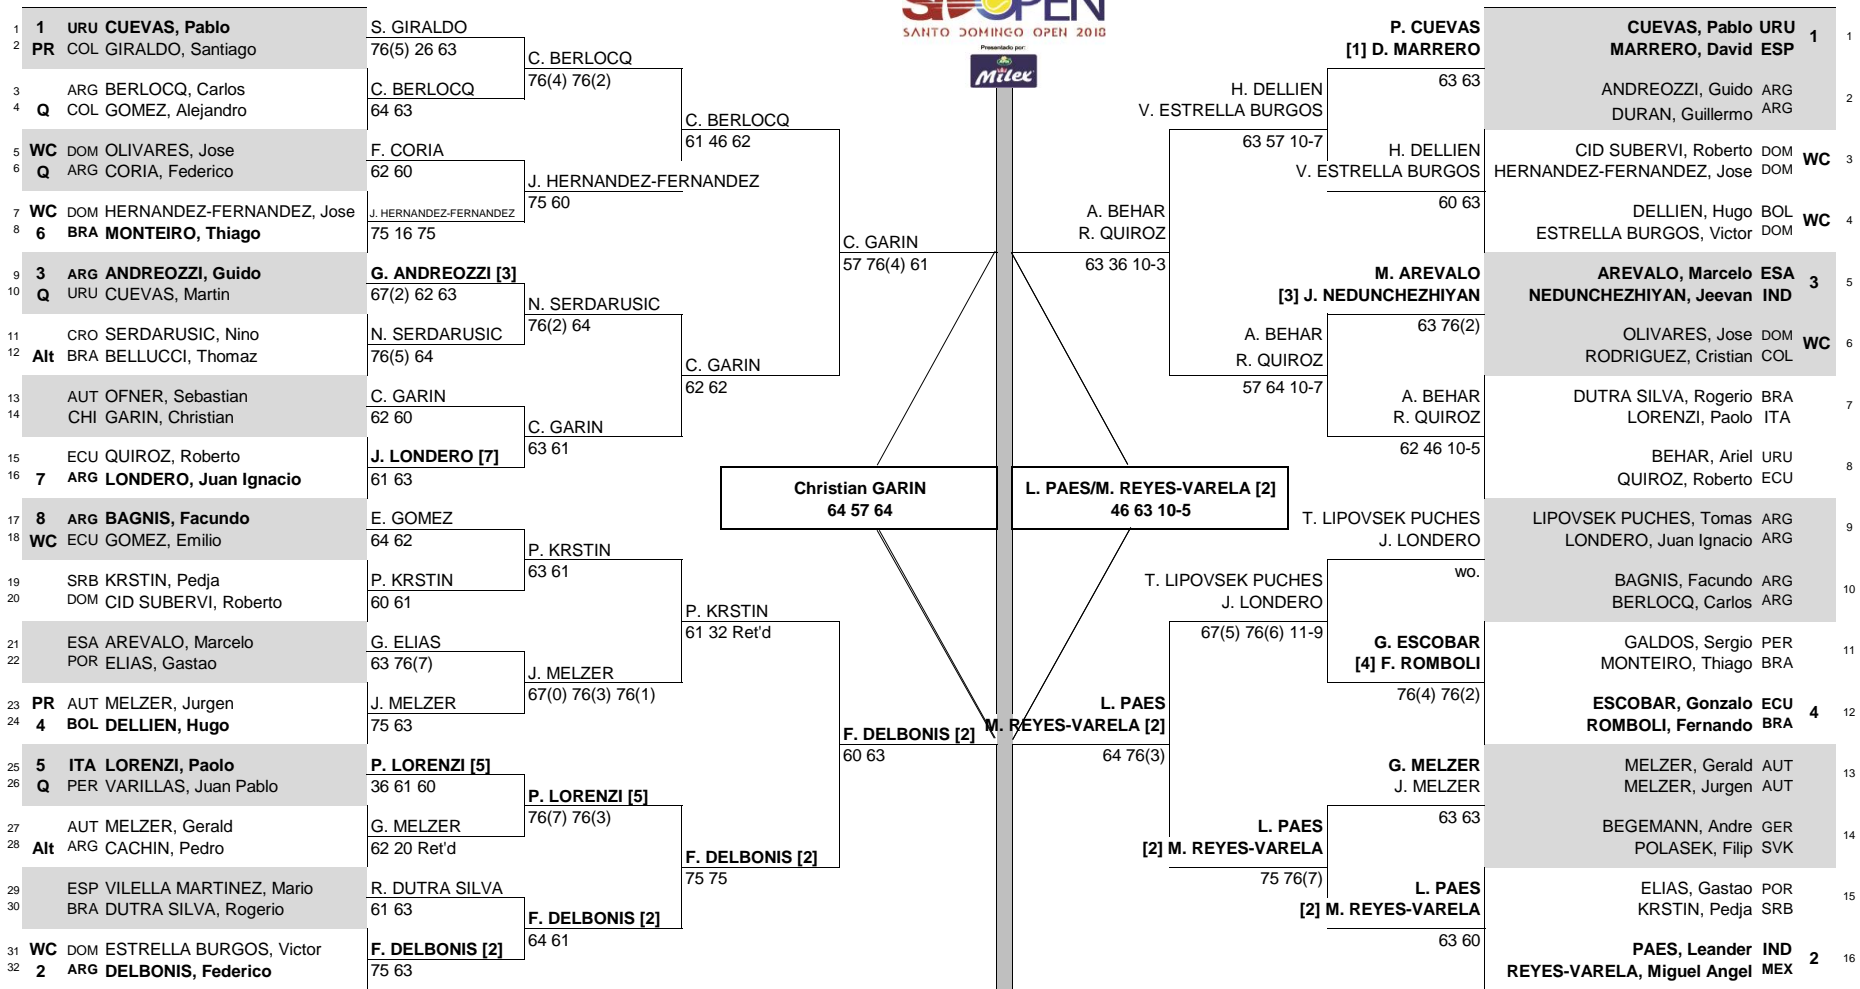 SD OPEN
SANTO DOMINGO OPEN 2018
Presentado por:
Milex
1 1 URU CUEVAS, Pablo
2 PR COL GIRALDO, Santiago
3 ARG BERLOCQ, Carlos
4 Q COL GOMEZ, Alejandro
5 WC DOM OLIVARES, Jose
6 Q ARG CORIA, Federico
7 WC DOM HERNANDEZ-FERNANDEZ, Jose
8 6 BRA MONTEIRO, Thiago
9 3 ARG ANDREOZZI, Guido
10 Q URU CUEVAS, Martin
11 CRO SERDARUSIC, Nino
12 Alt BRA BELLUCCI, Thomaz
13 AUT OFNER, Sebastian
14 CHI GARIN, Christian
15 ECU QUIROZ, Roberto
16 7 ARG LONDERO, Juan Ignacio
17 8 ARG BAGNIS, Facundo
18 WC ECU GOMEZ, Emilio
19 SRB KRSTIN, Pedja
20 DOM CID SUBERVI, Roberto
21 ESA AREVALO, Marcelo
22 POR ELIAS, Gastao
23 PR AUT MELZER, Jurgen
24 4 BOL DELLIEN, Hugo
25 5 ITA LORENZI, Paolo
26 Q PER VARILLAS, Juan Pablo
27 AUT MELZER, Gerald
28 Alt ARG CACHIN, Pedro
29 ESP VILELLA MARTINEZ, Mario
30 BRA DUTRA SILVA, Rogerio
31 WC DOM ESTRELLA BURGOS, Victor
32 2 ARG DELBONIS, Federico
S. GIRALDO
76(5) 26 63
C. BERLOCQ
64 63
F. CORIA
62 60
J. HERNANDEZ-FERNANDEZ
75 16 75
G. ANDREOZZI [3]
67(2) 62 63
N. SERDARUSIC
76(5) 64
C. GARIN
62 60
J. LONDERO [7]
61 63
E. GOMEZ
64 62
P. KRSTIN
60 61
G. ELIAS
63 76(7)
J. MELZER
75 63
P. LORENZI [5]
36 61 60
G. MELZER
62 20 Ret'd
R. DUTRA SILVA
61 63
F. DELBONIS [2]
75 63
C. BERLOCQ
76(4) 76(2)
J. HERNANDEZ-FERNANDEZ
75 60
N. SERDARUSIC
76(2) 64
C. GARIN
63 61
P. KRSTIN
63 61
J. MELZER
67(0) 76(3) 76(1)
P. LORENZI [5]
76(7) 76(3)
F. DELBONIS [2]
64 61
C. BERLOCQ
61 46 62
C. GARIN
62 62
P. KRSTIN
61 32 Ret'd
F. DELBONIS [2]
75 75
C. GARIN
57 76(4) 61
F. DELBONIS [2]
60 63
Christian GARIN
64 57 64
L. PAES/M. REYES-VARELA [2]
46 63 10-5
A. BEHAR
R. QUIROZ
63 36 10-3
L. PAES
M. REYES-VARELA [2]
64 76(3)
H. DELLIEN
V. ESTRELLA BURGOS
63 57 10-7
A. BEHAR
R. QUIROZ
57 64 10-7
T. LIPOVSEK PUCHES
J. LONDERO
67(5) 76(6) 11-9
L. PAES
[2] M. REYES-VARELA
75 76(7)
P. CUEVAS
[1] D. MARRERO
63 63
H. DELLIEN
V. ESTRELLA BURGOS
60 63
M. AREVALO
[3] J. NEDUNCHEZHIYAN
63 76(2)
A. BEHAR
R. QUIROZ
62 46 10-5
T. LIPOVSEK PUCHES
J. LONDERO
wo.
G. ESCOBAR
[4] F. ROMBOLI
76(4) 76(2)
G. MELZER
J. MELZER
63 63
L. PAES
[2] M. REYES-VARELA
63 60
CUEVAS, Pablo URU 1 1
MARRERO, David ESP
ANDREOZZI, Guido ARG 2
DURAN, Guillermo ARG
CID SUBERVI, Roberto DOM WC 3
HERNANDEZ-FERNANDEZ, Jose DOM
DELLIEN, Hugo BOL WC 4
ESTRELLA BURGOS, Victor DOM
AREVALO, Marcelo ESA 3 5
NEDUNCHEZHIYAN, Jeevan IND
OLIVARES, Jose DOM WC 6
RODRIGUEZ, Cristian COL
DUTRA SILVA, Rogerio BRA 7
LORENZI, Paolo ITA
BEHAR, Ariel URU 8
QUIROZ, Roberto ECU
LIPOVSEK PUCHES, Tomas ARG 9
LONDERO, Juan Ignacio ARG
BAGNIS, Facundo ARG 10
BERLOCQ, Carlos ARG
GALDOS, Sergio PER 11
MONTEIRO, Thiago BRA
ESCOBAR, Gonzalo ECU 4 12
ROMBOLI, Fernando BRA
MELZER, Gerald AUT 13
MELZER, Jurgen AUT
BEGEMANN, Andre GER 14
POLASEK, Filip SVK
ELIAS, Gastao POR 15
KRSTIN, Pedja SRB
PAES, Leander IND 2 16
REYES-VARELA, Miguel Angel MEX